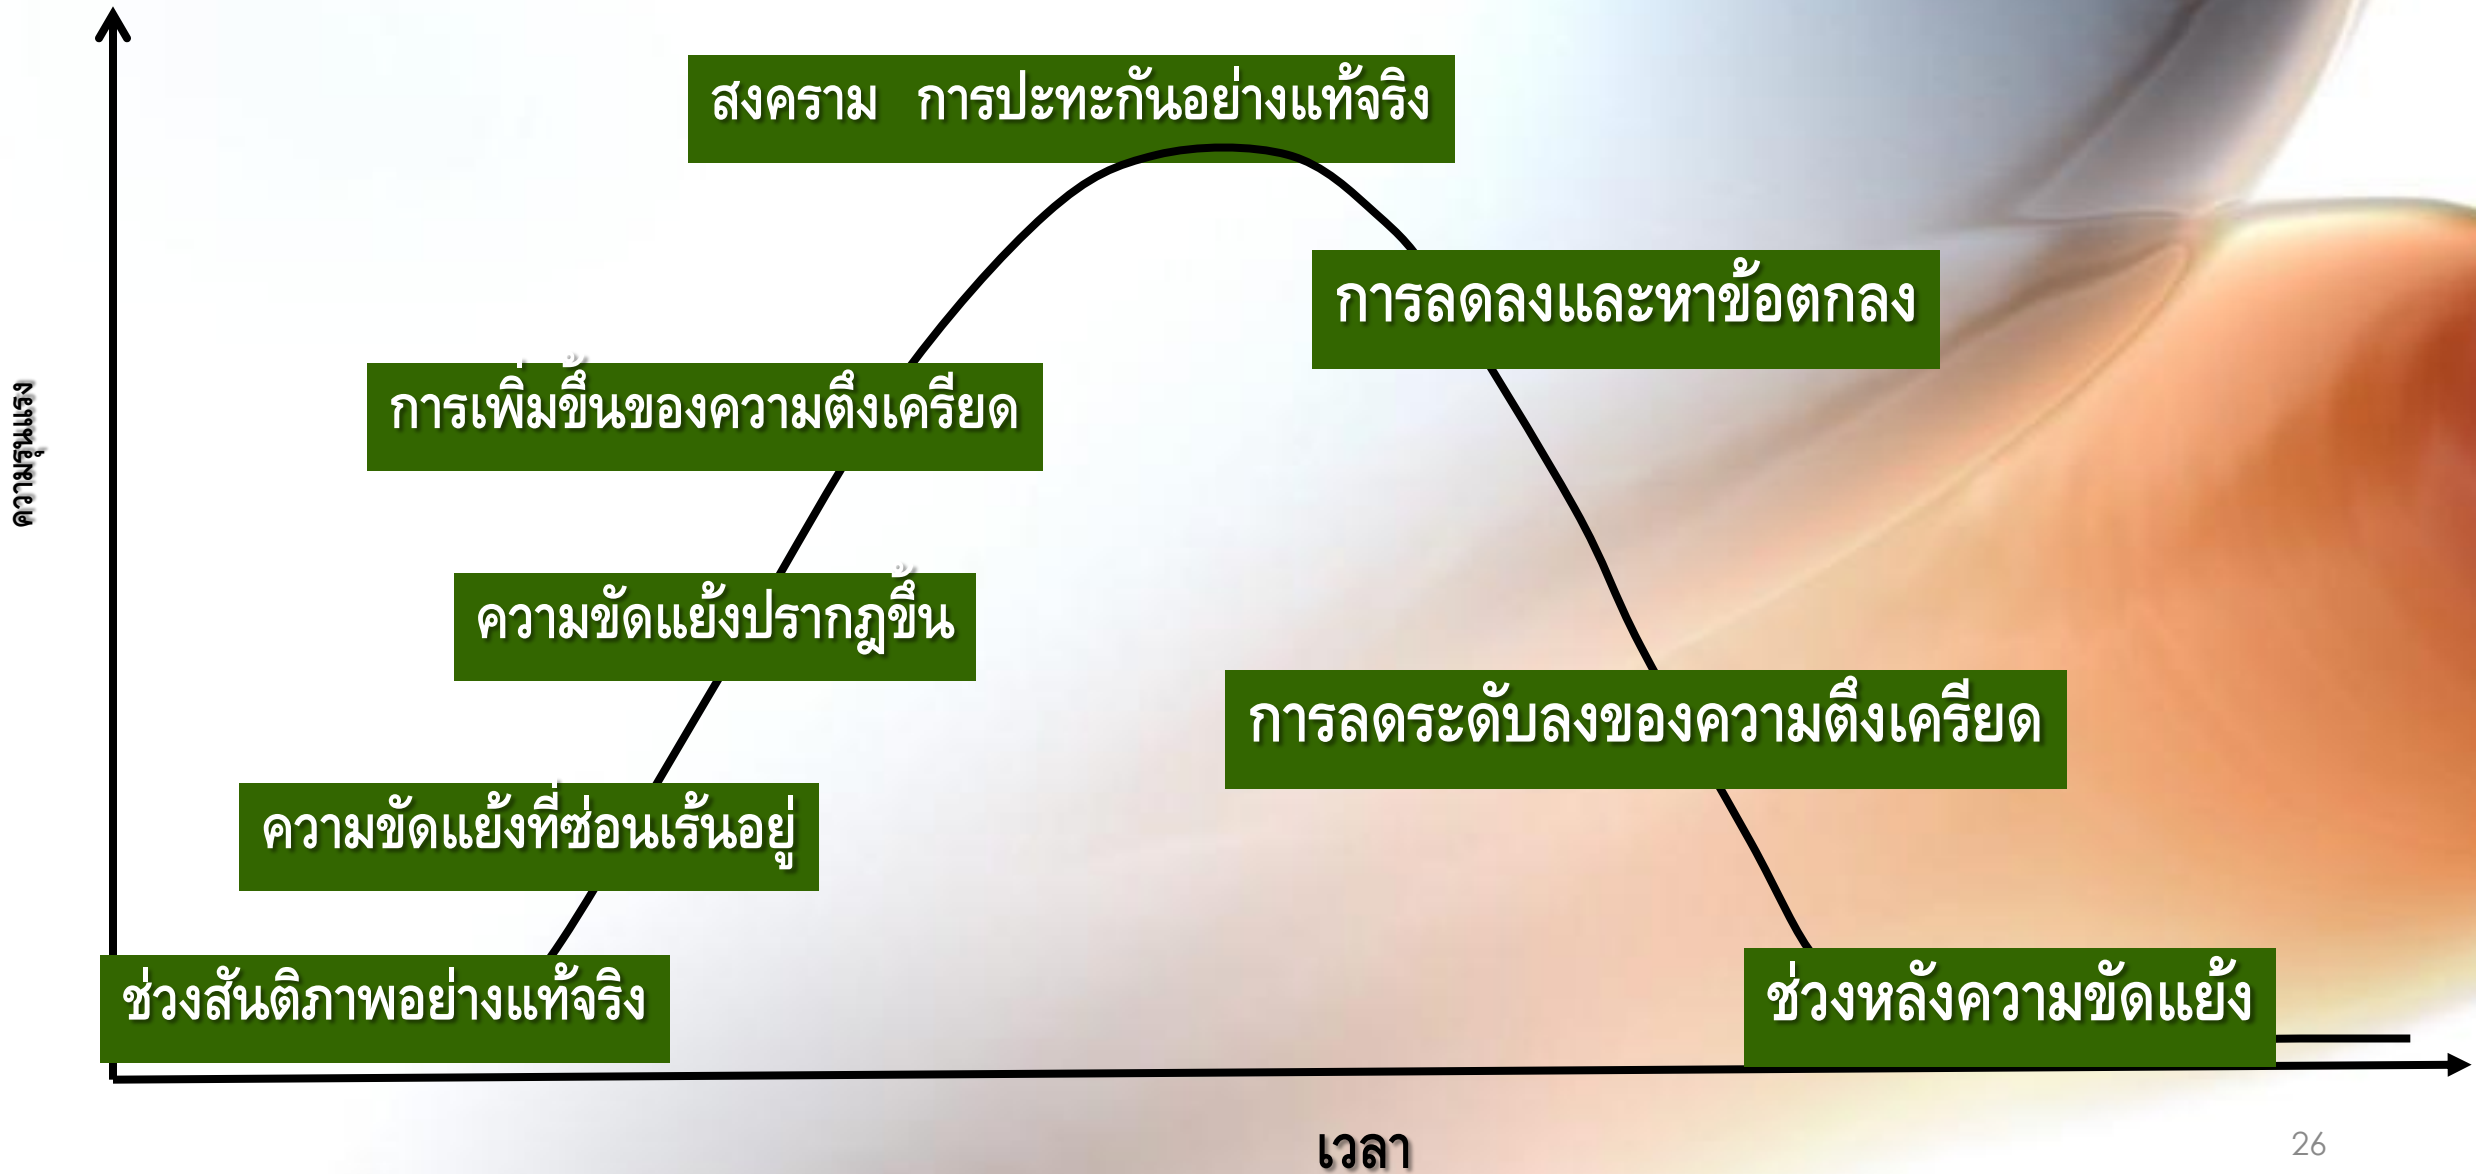 สงคราม การปะทะกันอย่างแท้จริง
การลดลงและหาข้อตกลง
การเพิ่มขึ้นของความตึงเครียด
ความรุนแรง
ความขัดแย้งปรากฎขึ้น
การลดระดับลงของความตึงเครียด
ความขัดแย้งที่ซ่อนเร้นอยู่
ช่วงสันติภาพอย่างแท้จริง
ช่วงหลังความขัดแย้ง
เวลา
26